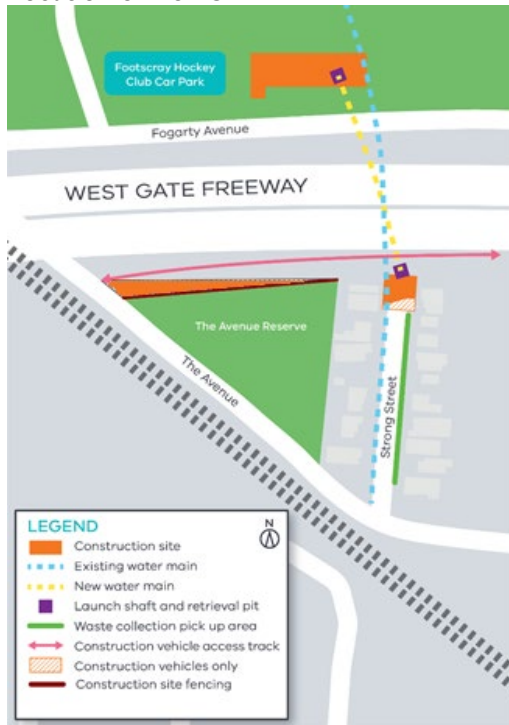 Footscray Hockey
Club Car Park
Fogarty Avenue
WEST GATE FREEWAY
The Avenue Reserve
The Avenue
Strong Street
LEGEND
N
Construction site
Existing water main
New water main
Launch shaft and retrieval pit
Waste collection pick up area
Construction vehicle access track
Construction vehicles only
Construction site fencing